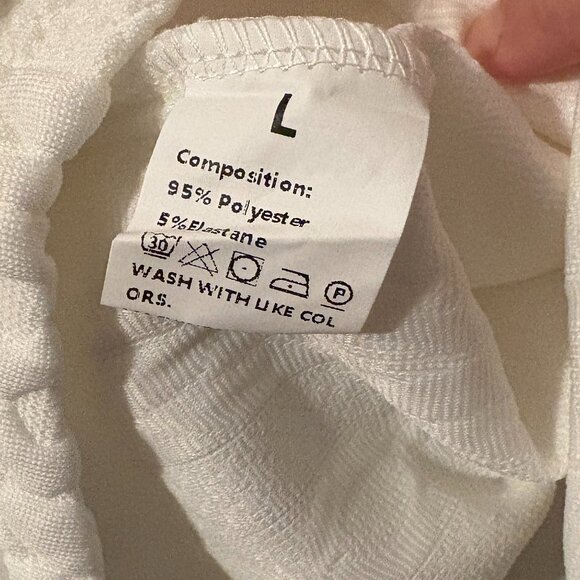 L
Composition:
95% Polyester
5%Elastane
30
P
WASH WITH LIKE COL
ORS.